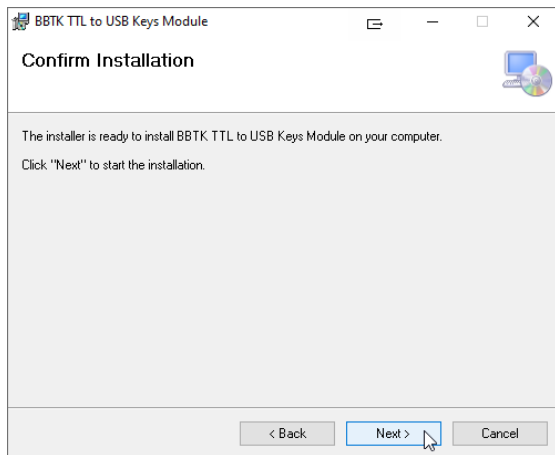 BBTK TTL to USB Keys Module
Confirm Installation
The installer is ready to install BBTK TTL to USB Keys Module on your computer.
Click "Next" to start the installation.
< Back
Next >
Cancel